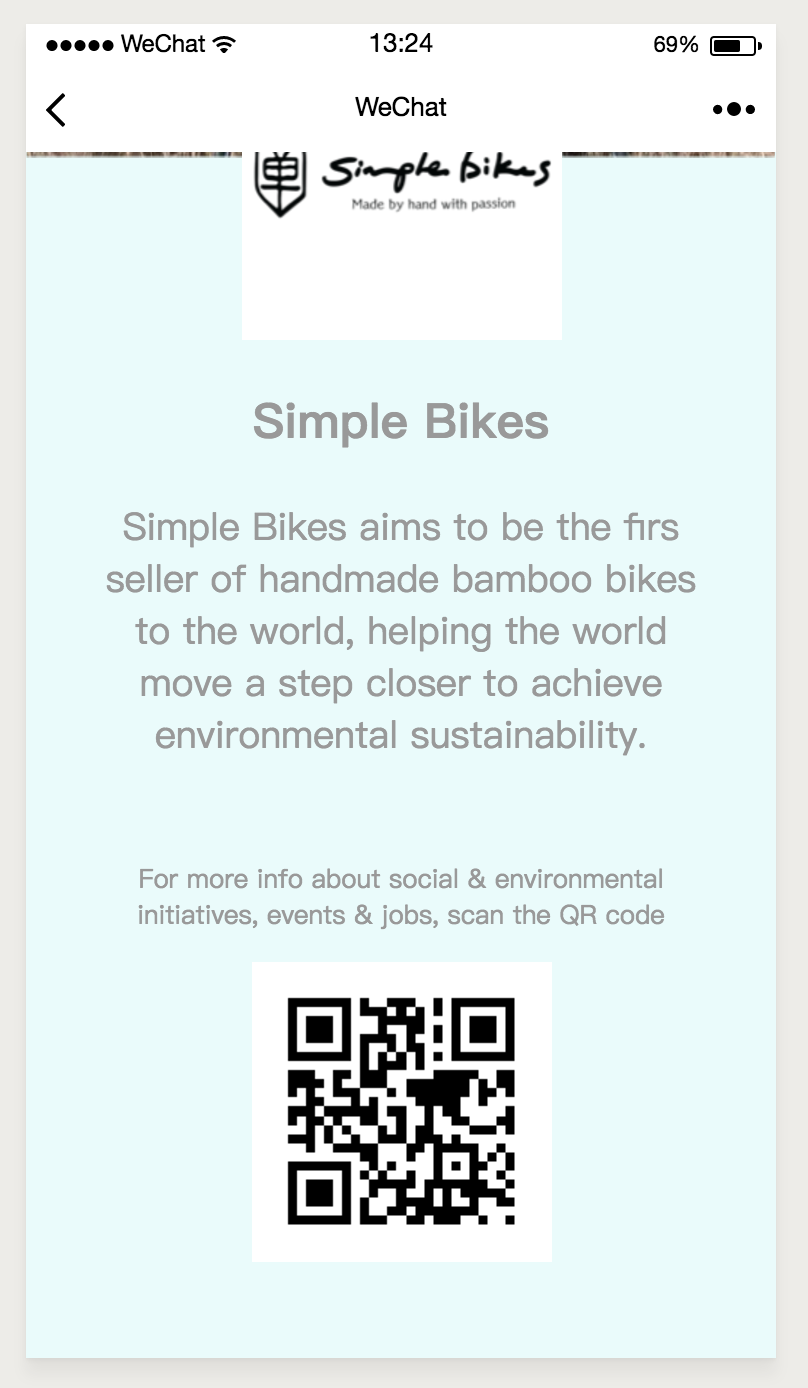 WeChat 13:24 69%
WeChat
单
Simple bikes
Made by hand with passion
Simple Bikes
Simple Bikes aims to be the firs
seller of handmade bamboo bikes
to the world, helping the world
move a step closer to achieve
environmental sustainability.
For more info about social & environmental
initiatives, events & jobs, scan the QR code